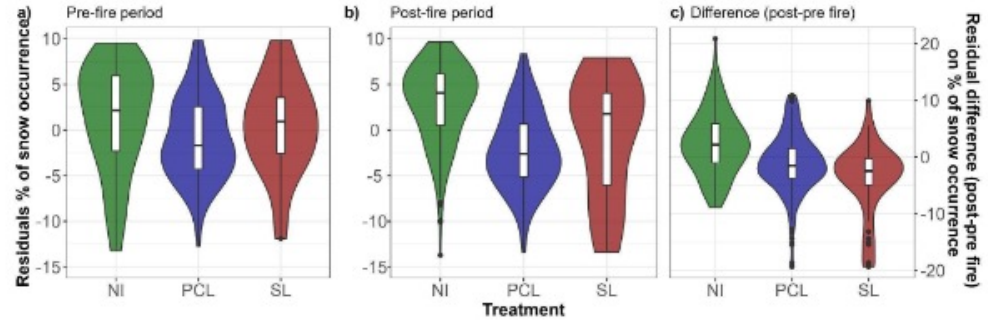 a) Pre-fire period
b) Post-fire period
c) Difference (post-pre fire)
Residuals % of snow occurrence
10
5
0
-5
-10
-15
NI PCL SL
10
5
0
-5
-10
-15
NI PCL SL
Treatment
20
10
0
-10
-20
NI PCL SL
Residual difference (post-pre fire)
on % of snow occurrence